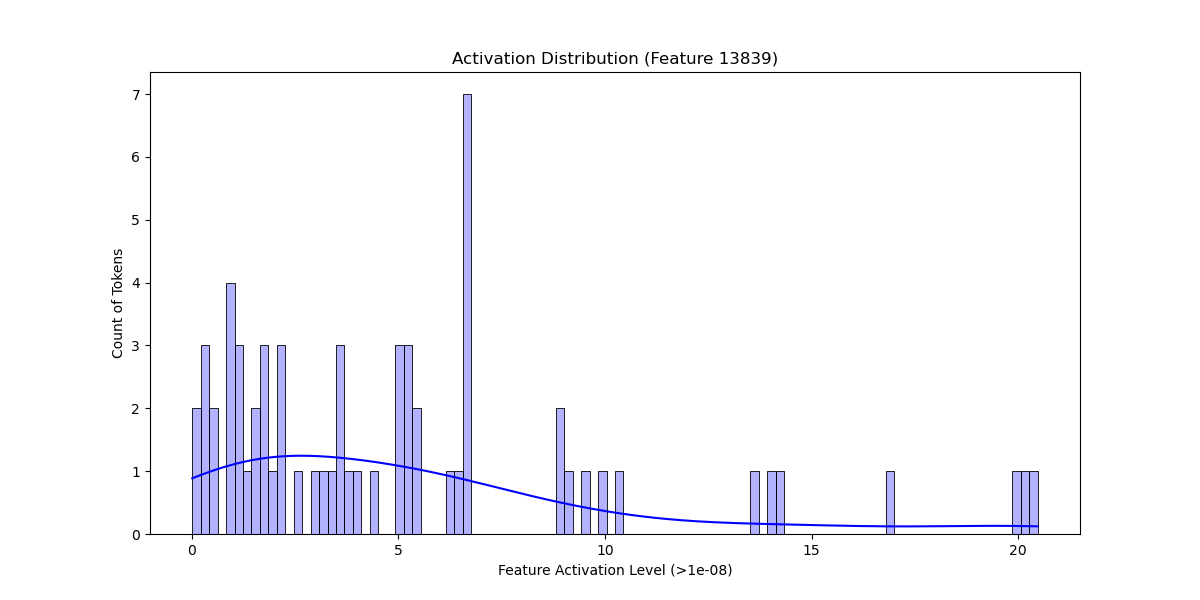 Activation Distribution (Feature 13839)
Count of Tokens
7
6
5
4
3
2
1
0
0 5 10 15 20
Feature Activation Level (>1e-08)